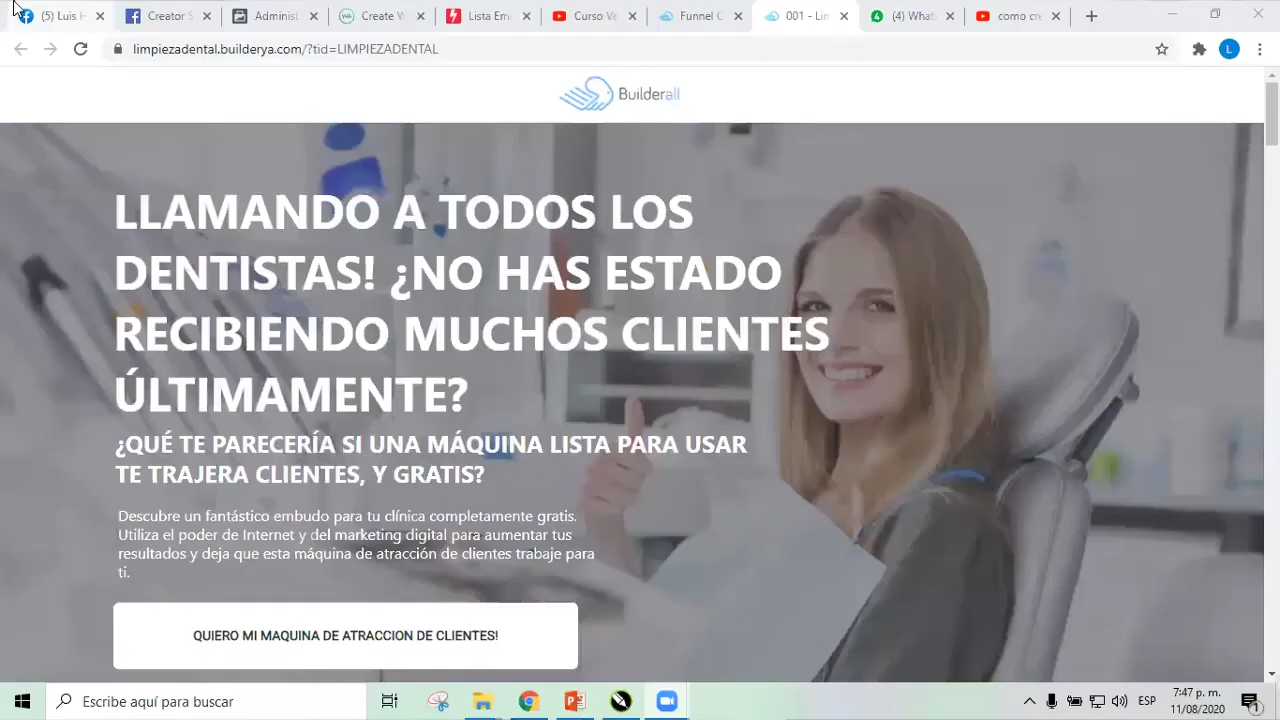 (5) Luis H
Creator
Administ
Create V
Lista Em
Curso Ve
Funnel C
001 - Lim
(4) What
como cre
limpiezadental.builderya.com/?tid=LIMPIEZADENTAL
L
Builderall
LLAMANDO A TODOS LOS
DENTISTAS! ¿NO HAS ESTADO
RECIBIENDO MUCHOS CLIENTES
ÚLTIMAMENTE?
¿QUÉ TE PARECERÍA SI UNA MÁQUINA LISTA PARA USAR
TE TRAJERA CLIENTES, Y GRATIS?
Descubre un fantástico embudo para tu clínica completamente gratis.
Utiliza el poder de Internet y del marketing digital para aumentar tus
resultados y deja que esta máquina de atracción de clientes trabaje para
ti.
QUIERO MI MAQUINA DE ATRACCION DE CLIENTES!
Escribe aquí para buscar
ESP
7:47 p. m.
11/08/2020